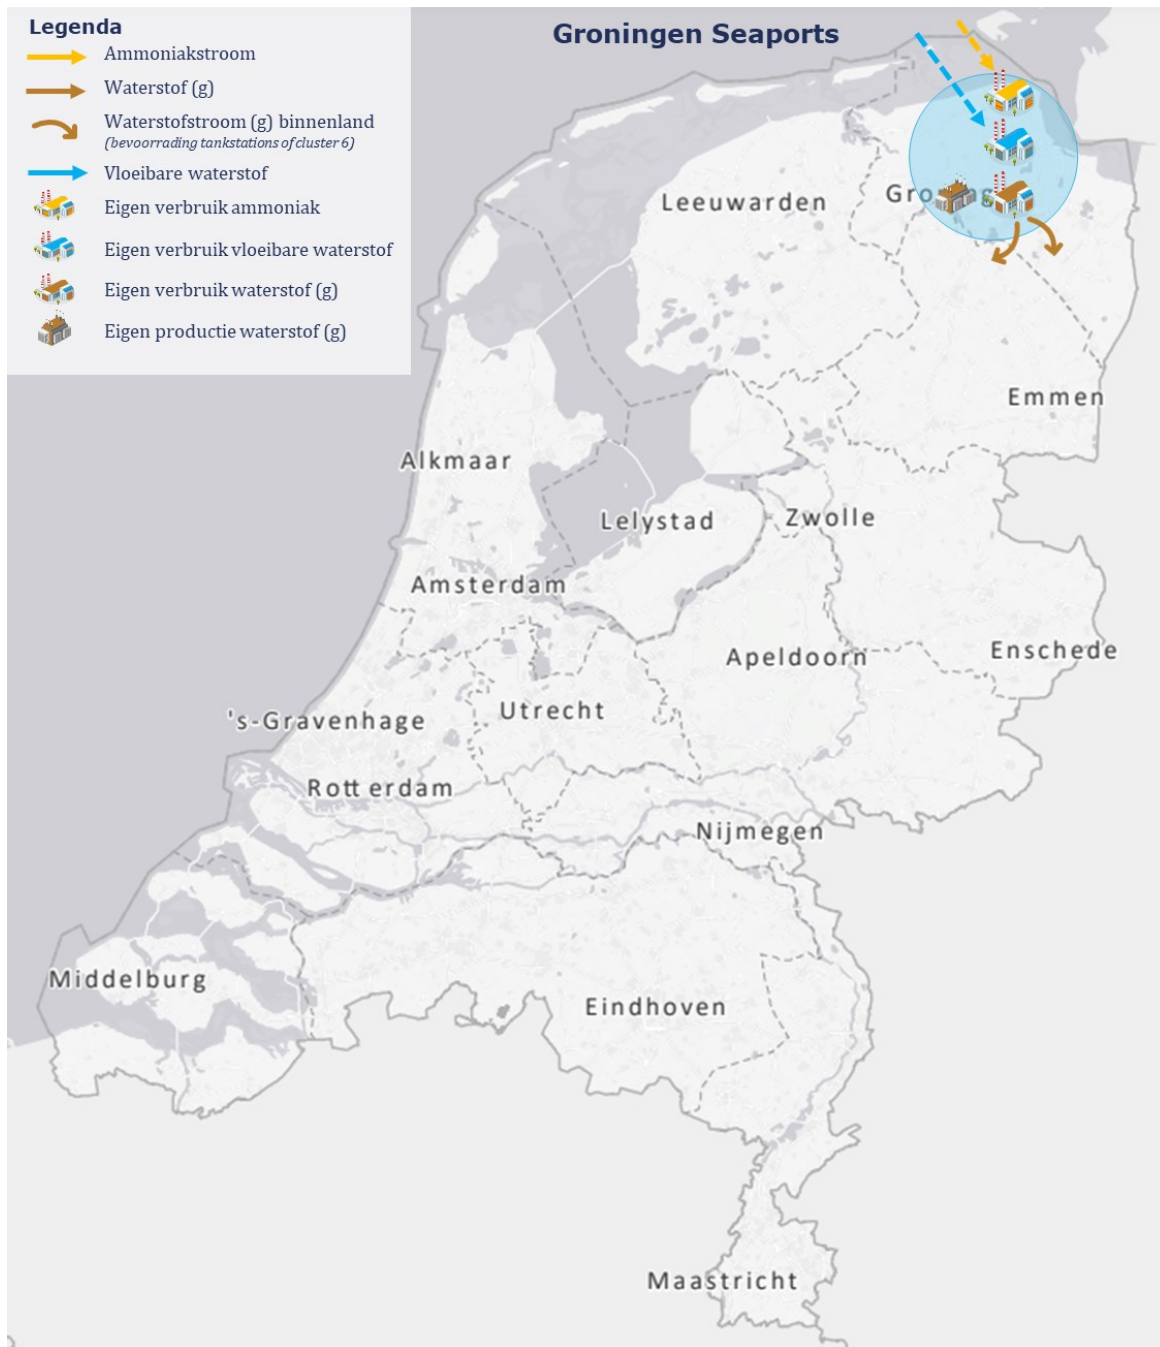 Legenda
Ammoniakstroom
Waterstof (g)
Waterstofstroom (g) binnenland
(bevoorrading tankstations of cluster 6)
Vloeibare waterstof
Eigen verbruik ammoniak
Eigen verbruik vloeibare waterstof
Eigen verbruik waterstof (g)
Eigen productie waterstof (g)
Groningen Seaports
Leeuwarden
Emmen
Alkmaar
Lelystad
Zwolle
Amsterdam
Apeldoorn
Enschede
's-Gravenhage
Utrecht
Rotterdam
Nijmegen
Middelburg
Eindhoven
Maastricht